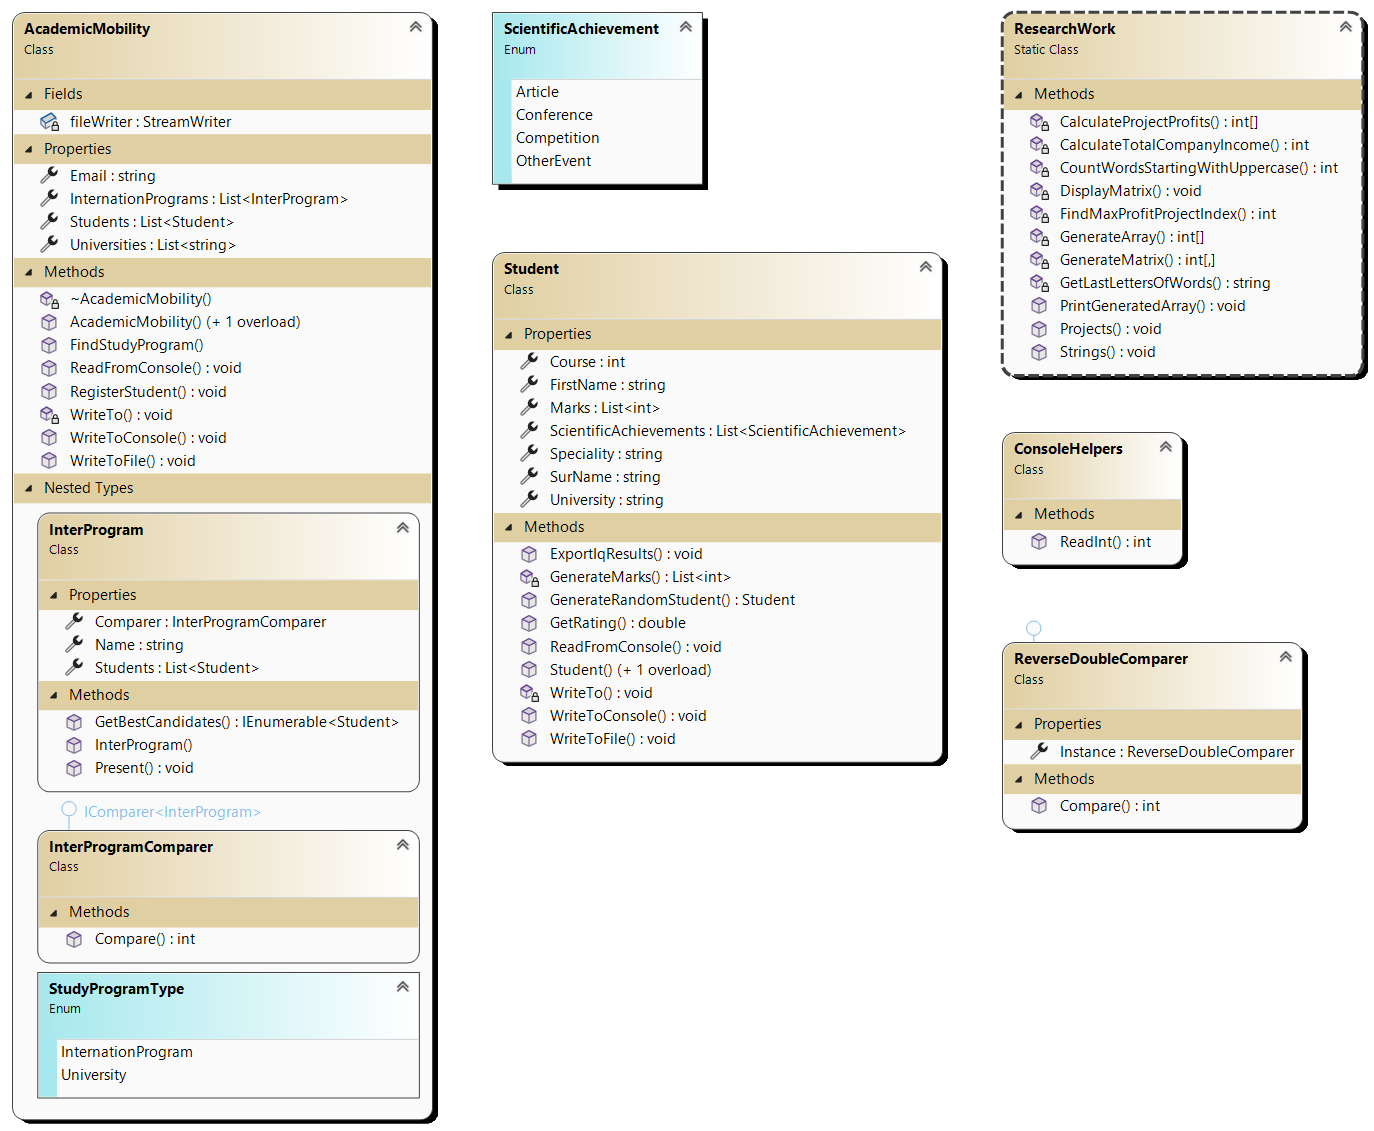 AcademicMobility
Class
Fields
fileWriter : StreamWriter
Properties
Email : string
InternationPrograms : List<InterProgram>
Students : List<Student>
Universities : List<string>
Methods
~AcademicMobility()
AcademicMobility() (+ 1 overload)
FindStudyProgram()
ReadFromConsole() : void
RegisterStudent() : void
WriteTo() : void
WriteToConsole() : void
WriteToFile() : void
Nested Types
InterProgram
Class
Properties
Comparer : InterProgramComparer
Name : string
Students : List<Student>
Methods
GetBestCandidates() : IEnumerable<Student>
InterProgram()
Present() : void
IComparer<InterProgram>
InterProgramComparer
Class
Methods
Compare() : int
StudyProgramType
Enum
InternationProgram
University
ScientificAchievement
Enum
Article
Conference
Competition
OtherEvent
Student
Class
Properties
Course : int
FirstName : string
Marks : List<int>
ScientificAchievements : List<ScientificAchievement>
Speciality : string
SurName : string
University : string
Methods
ExportIqResults() : void
GenerateMarks() : List<int>
GenerateRandomStudent() : Student
GetRating() : double
ReadFromConsole() : void
Student() (+ 1 overload)
WriteTo() : void
WriteToConsole() : void
WriteToFile() : void
ResearchWork
Static Class
Methods
CalculateProjectProfits() : int[]
CalculateTotalCompanyIncome() : int
CountWordsStartingWithUppercase() : int
DisplayMatrix() : void
FindMaxProfitProjectIndex() : int
GenerateArray() : int[]
GenerateMatrix() : int[,]
GetLastLettersOfWords() : string
PrintGeneratedArray() : void
Projects() : void
Strings() : void
ConsoleHelpers
Class
Methods
ReadInt() : int
ReverseDoubleComparer
Class
Properties
Instance : ReverseDoubleComparer
Methods
Compare() : int